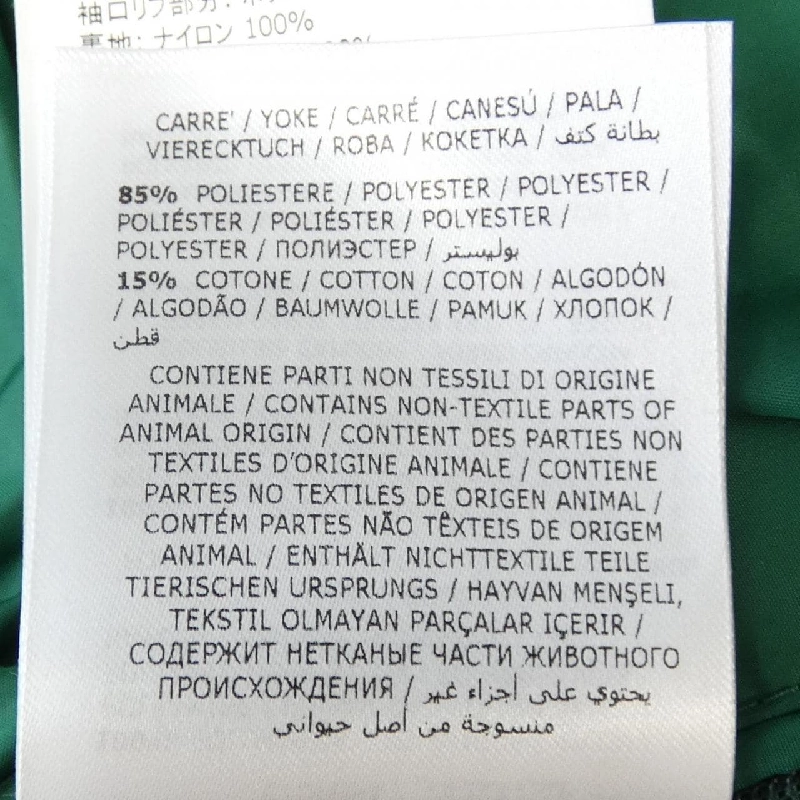 袖口リブ部分:
裏地: ナイロン 100%
CARRE' / YOKE / CARRÉ / CANESÚ / PALA /
VIERECKTUCH / ROBA / КОКЕТКА / بطانة كتف
85% POLIESTERE / POLYESTER / POLYESTER /
POLIÉSTER / POLIÉSTER / POLYESTER /
POLYESTER / ПОЛИЭСТЕР / بوليستر
15% COTONE / COTTON / COTON / ALGODÓN
/ ALGODÃO / BAUMWOLLE / PAMUK / ХЛОПОК /
قطن
CONTIENE PARTI NON TESSILI DI ORIGINE
ANIMALE / CONTAINS NON-TEXTILE PARTS OF
ANIMAL ORIGIN / CONTIENT DES PARTIES NON
TEXTILES D'ORIGINE ANIMALE / CONTIENE
PARTES NO TEXTILES DE ORIGEN ANIMAL /
CONTÉM PARTES NÃO TÊXTEIS DE ORIGEM
ANIMAL / ENTHÄLT NICHTTEXTILE TEILE
TIERISCHEN URSPRUNGS / HAYVAN MENŞELI,
TEKSTIL OLMAYAN PARÇALAR IÇERIR /
СОДЕРЖИТ НЕТКАНЫЕ ЧАСТИ ЖИВОТНОГО
ПРОИСХОЖДЕНИЯ / يحتوي على أجزاء غير
منسوجة من أصل حيواني